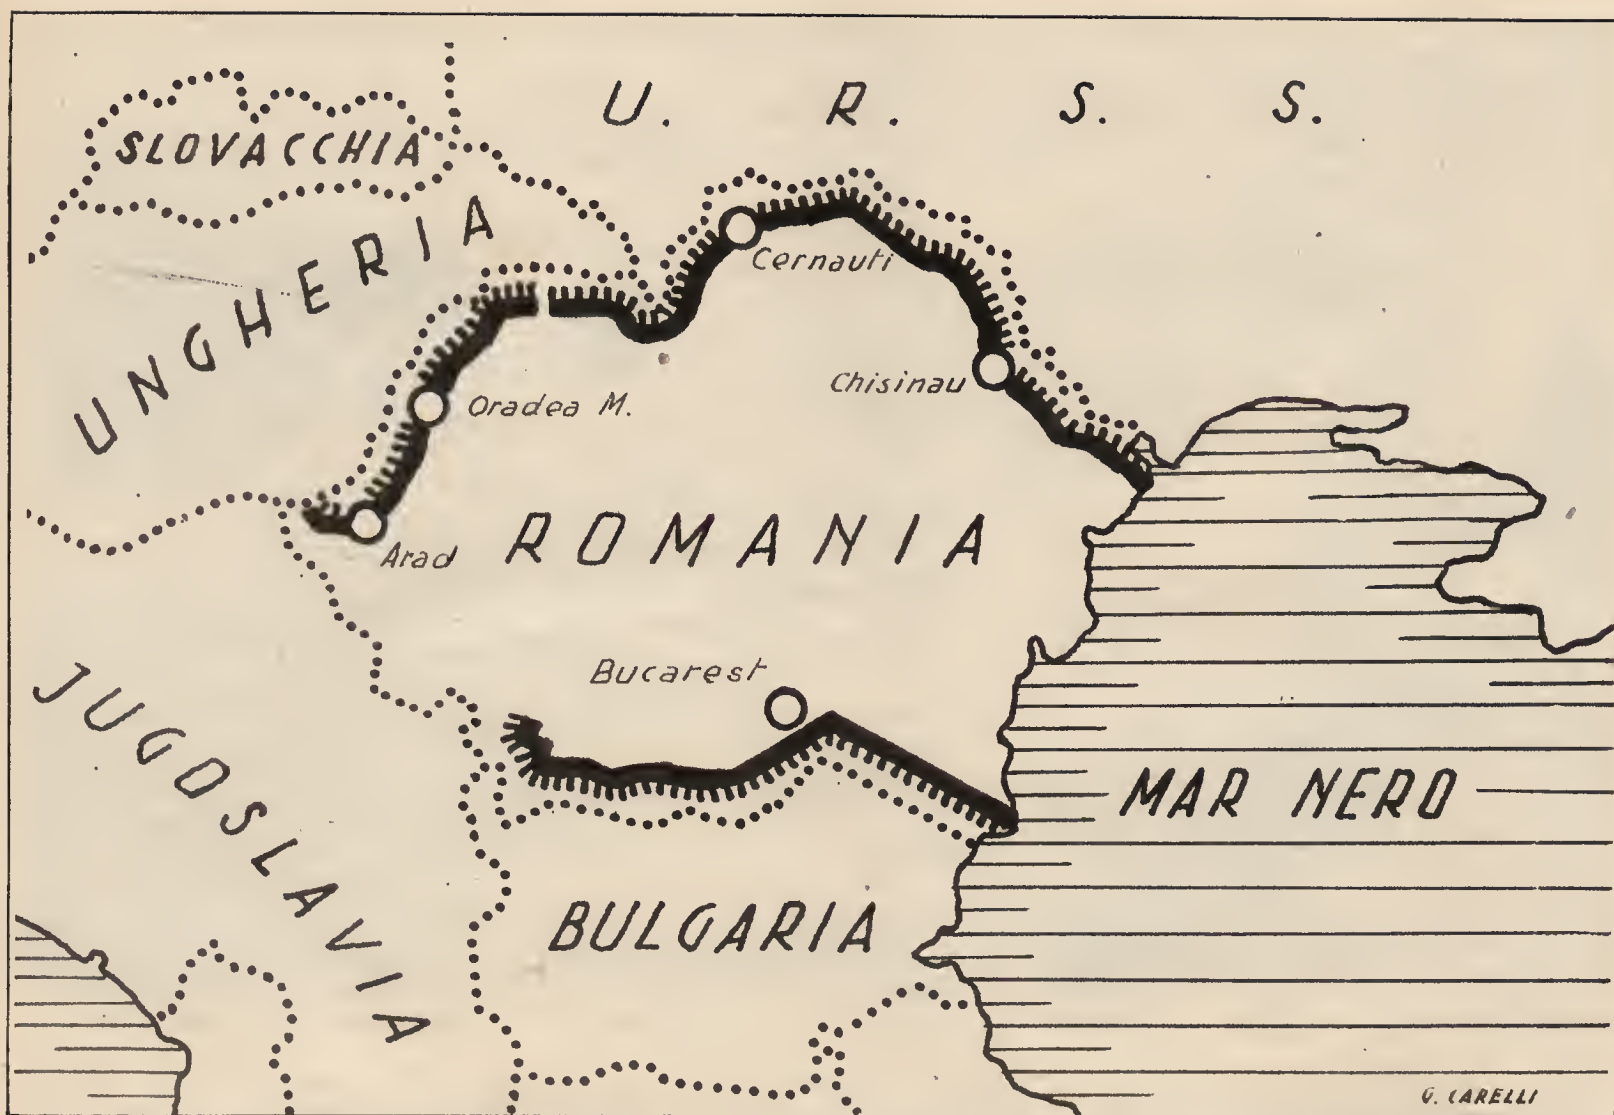 U. R. S. S.
SLOVACCHIA
UNGHERIA
Cernauti
Chisinau
Oradea M.
Arad
ROMANIA
Bucarest
JUGOSLAVIA
MAR NERO
BULGARIA
G. CARELLI